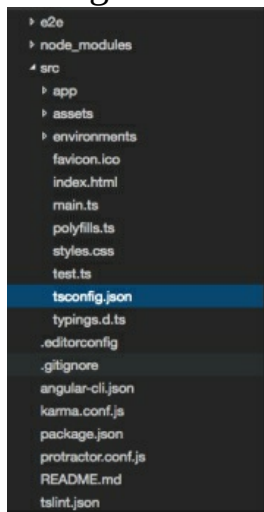 e2e
node_modules
src
app
assets
environments
favicon.ico
index.html
main.ts
polyfills.ts
styles.css
test.ts
tsconfig.json
typings.d.ts
.editorconfig
.gitignore
angular-cli.json
karma.conf.js
package.json
protractor.conf.js
README.md
tslint.json